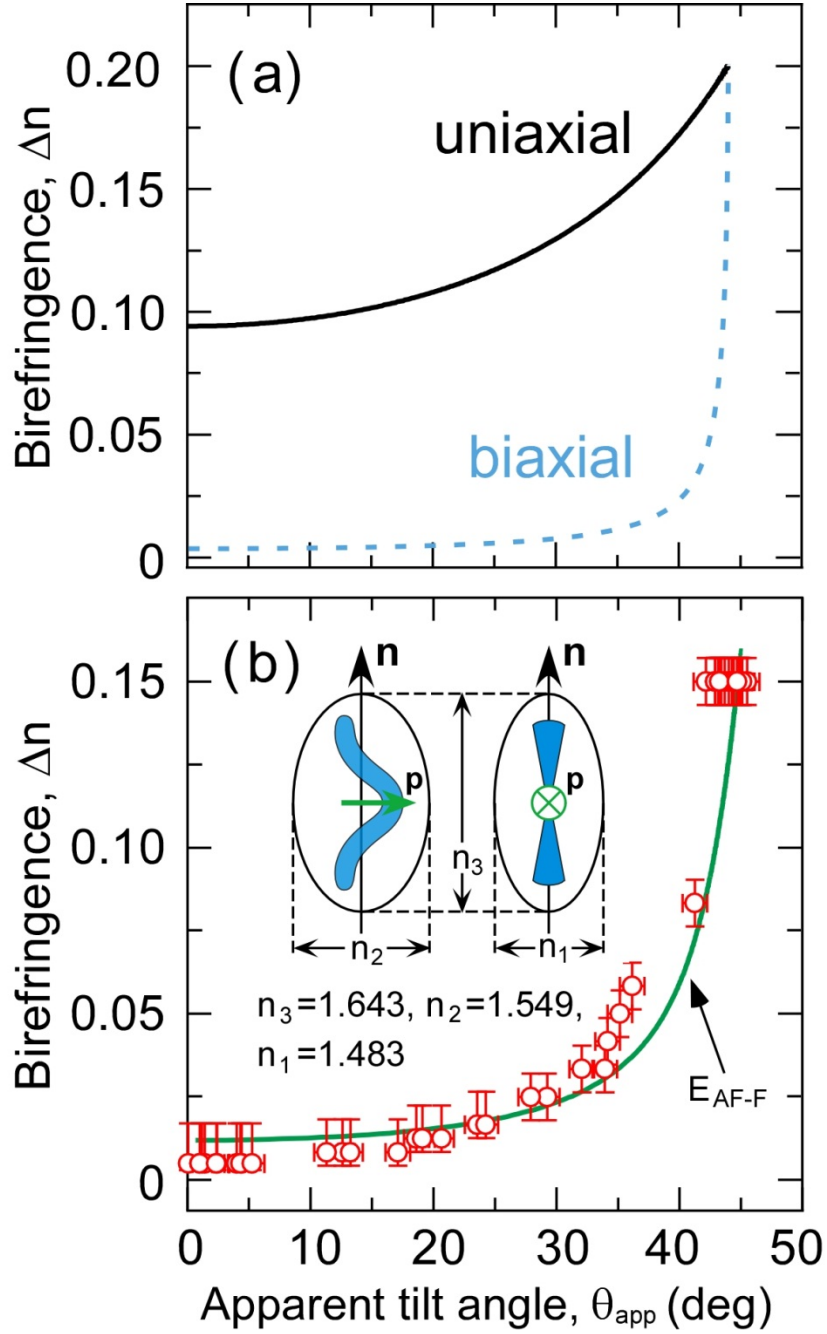 (a)
Birefringence, Δn
0.20
0.15
0.10
0.05
0
uniaxial
biaxial
(b)
Birefringence, Δn
0.15
0.10
0.05
0
n
n
p
p
n₃
n₂
n₁
n₃=1.643, n₂=1.549,
n₁=1.483
E_AF-F
0 10 20 30 40 50
Apparent tilt angle, θ_app (deg)